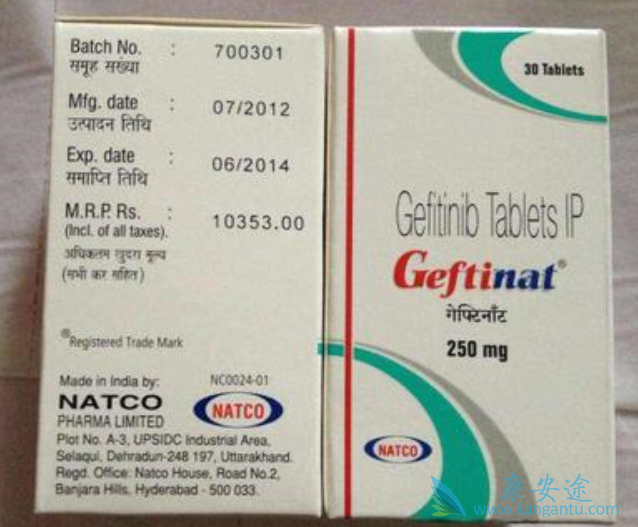 Batch No. : 700301
समूह सख्या
Mfg. date : 07/2012
उत्पादन तिथि
Exp. date : 06/2014
समाप्ति तिथि
M.R.P. Rs. : 10353.00
(Incl. of all taxes).
अधिकतम खुदरा मूल्य
(सभी कर सहित)
®Registered Trade Mark
Made in India by: NC0024-01
NATCO
PHARMA LIMITED
NATCO
Plot No. A-3, UPSIDC Industrial Area,
Selaqui, Dehradun-248 197, Uttarakhand.
Regd. Office: Natco House, Road No.2,
Banjara Hills, Hyderabad - 500 033.
30 Tablets
Gefitinib Tablets IP
Geftinat®
गेफ्टिनॉट
250 mg
NATCO
康安途
www.kangantu.com